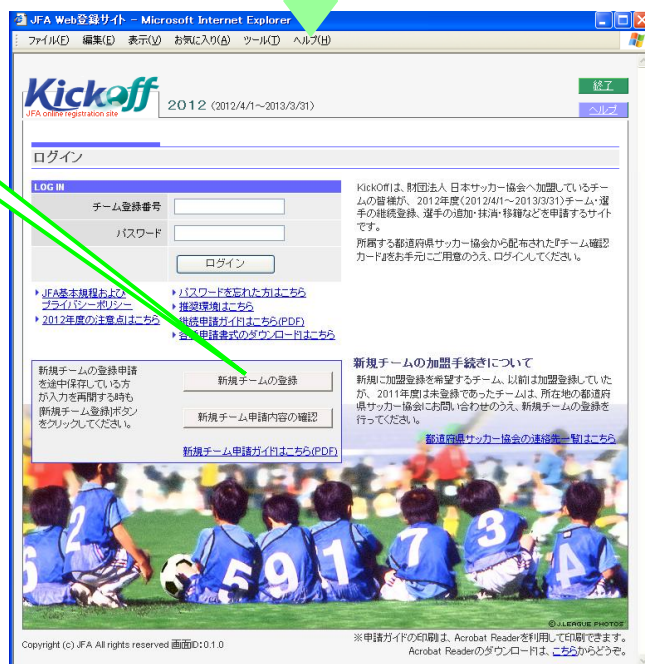 JFA Web登録サイト - Microsoft Internet Explorer
ファイル(F) 編集(E) 表示(V) お気に入り(A) ツール(T) ヘルプ(H)
Kickoff
JFA online registration site
2012 (2012/4/1~2013/3/31)
終了
ヘルプ
ログイン
LOG IN
チーム登録番号
パスワード
ログイン
JFA基本規程および
プライバシーポリシー
2012年度の注意点はこちら
パスワードを忘れた方はこちら
推奨環境はこちら
継続申請ガイドはこちら(PDF)
各種申請書式のダウンロードはこちら
KickOffは、財団法人 日本サッカー協会へ加盟しているチー
ムの皆様が、2012年度(2012/4/1~2013/3/31)チーム・選
手の継続登録、選手の追加・抹消・移籍などを申請するサイト
です。
所属する都道府県サッカー協会から配布された『チーム確認
カード』をお手元にご用意のうえ、ログインしてください。
新規チームの登録申請
を途中保存している方
が入力を再開する時も
[新規チーム登録]ボタン
をクリックしてください。
新規チームの登録
新規チーム申請内容の確認
新規チーム申請ガイドはこちら(PDF)
新規チームの加盟手続きについて
新規に加盟登録を希望するチーム、以前は加盟登録していた
が、2011年度は未登録であったチームは、所在地の都道府
県サッカー協会にお問い合わせのうえ、新規チームの登録を
行ってください。
都道府県サッカー協会の連絡先一覧はこちら
6 2 5 9 1 7 3 4
©J.LEAGUE PHOTOS
Copyright (c) JFA All rights reserved 画面ID:0.1.0
※申請ガイドの印刷は、Acrobat Readerを利用して印刷できます。
Acrobat Readerのダウンロードは、こちらからどうぞ。